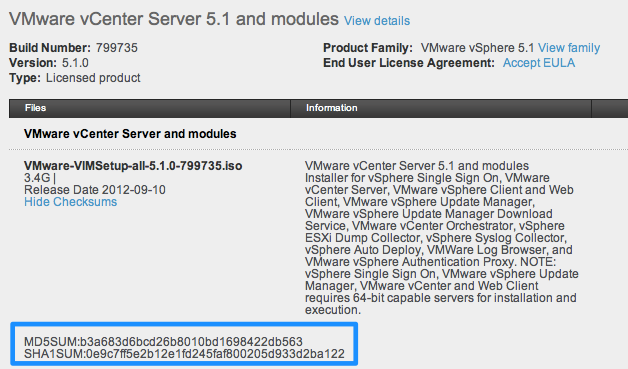 VMware vCenter Server 5.1 and modules View details
Build Number: 799735
Version: 5.1.0
Type: Licensed product
Product Family: VMware vSphere 5.1 View family
End User License Agreement: Accept EULA
Files
Information
VMware vCenter Server and modules
VMware-VIMSetup-all-5.1.0-799735.iso
3.4G |
Release Date 2012-09-10
Hide Checksums
VMware vCenter Server 5.1 and modules
Installer for vSphere Single Sign On, VMware
vCenter Server, VMware vSphere Client and Web
Client, VMware vSphere Update Manager,
VMware vSphere Update Manager Download
Service, VMware vCenter Orchestrator, vSphere
ESXi Dump Collector, vSphere Syslog Collector,
vSphere Auto Deploy, VMWare Log Browser, and
VMware vSphere Authentication Proxy. NOTE:
vSphere Single Sign On, VMware vSphere Update
Manager, VMware vCenter and Web Client
requires 64-bit capable servers for installation and
execution.
MD5SUM:b3a683d6bcd26b8010bd1698422db563
SHA1SUM:0e9c7ff5e2b12e1fd245faf800205d933d2ba122